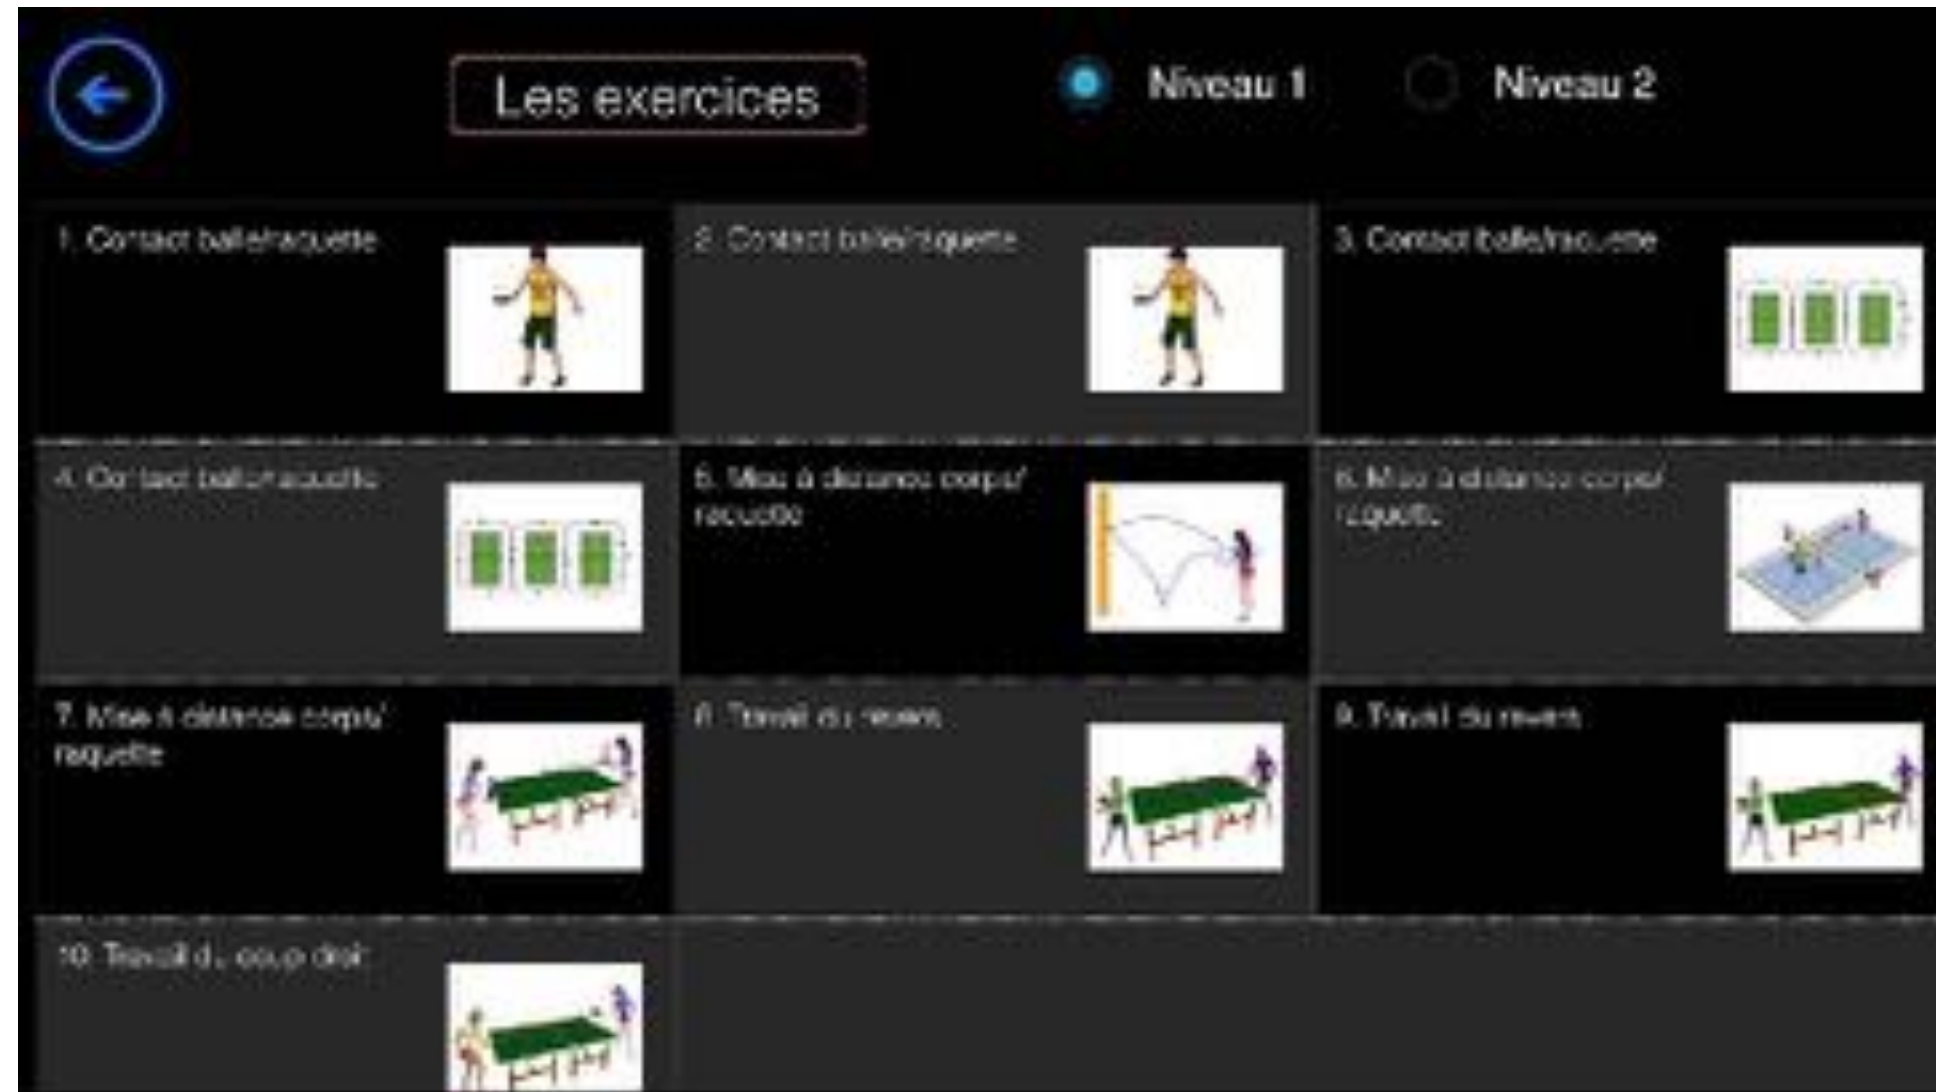 Les exercices
Niveau 1
Niveau 2
1. Contact balle/raquette
2. Contact balle/raquette
3. Contact balle/raquette
4. Contact balle/raquette
5. Mise à distance corps/
raquette
6. Mise à distance corps/
raquette
7. Mise à distance corps/
raquette
8. Travail du revers
9. Travail du revers
10. Travail du coup droit